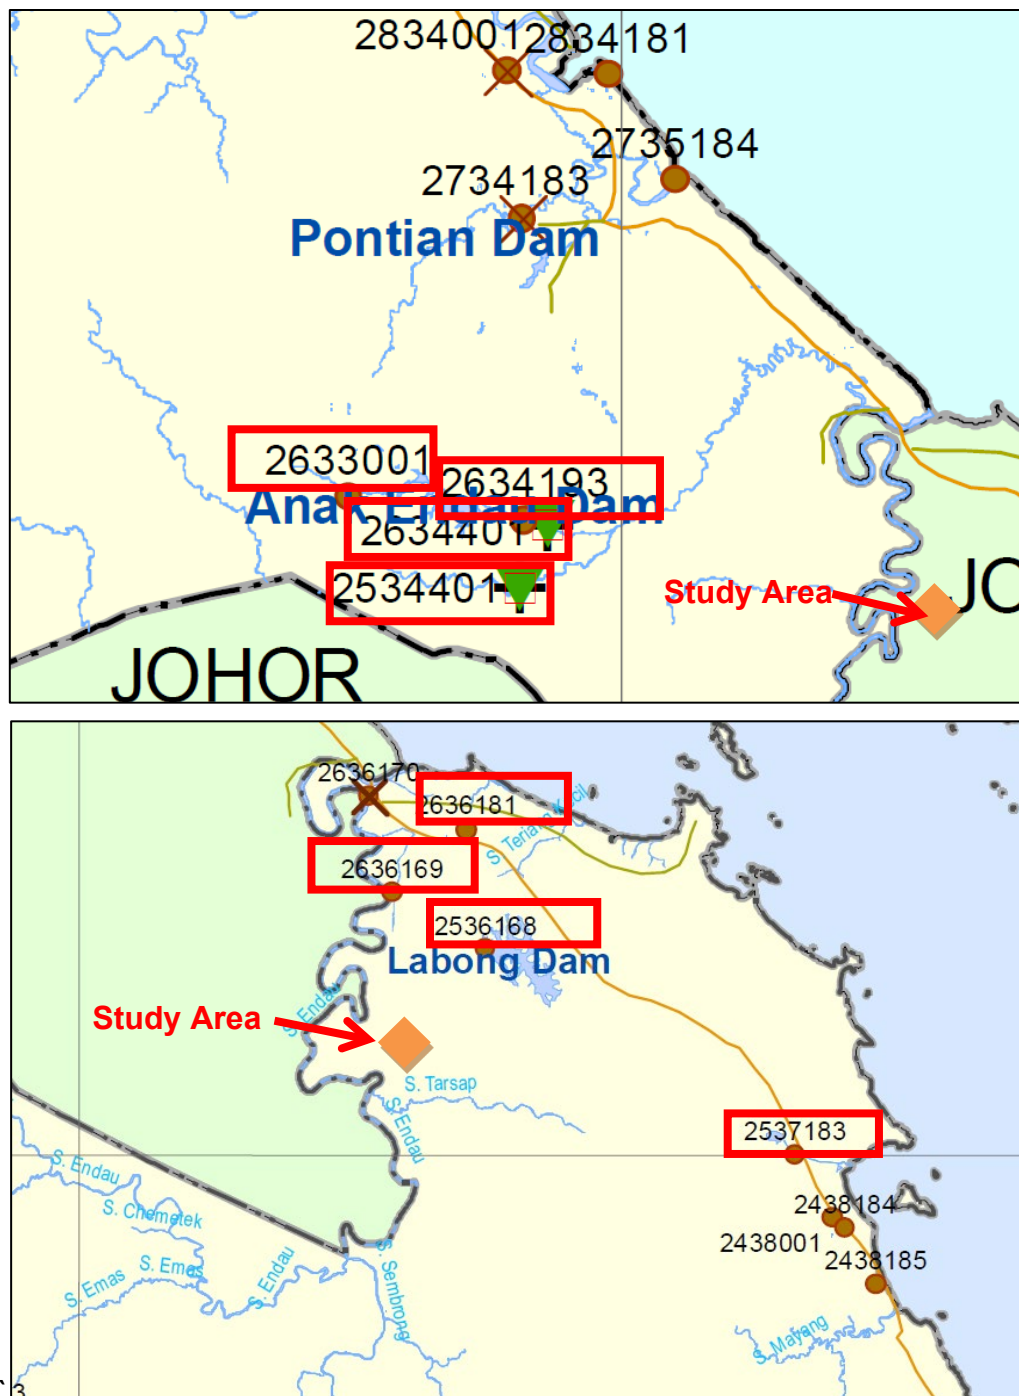 2834001
2834181
2735184
2734183
Pontian Dam
2633001
2634193
Anak Endau Dam
2634401
2534401
Study Area
JO
JOHOR
2636170
2636181
S. Teriang Kecil
2636169
2536168
Labong Dam
S. Endau
Study Area
S. Tarsap
S. Endau
2537183
S. Endau
S. Chemetek
2438184
2438001
2438185
S. Emas
S. Emas
S. Endau
S. Sembrong
S. Mayang
3